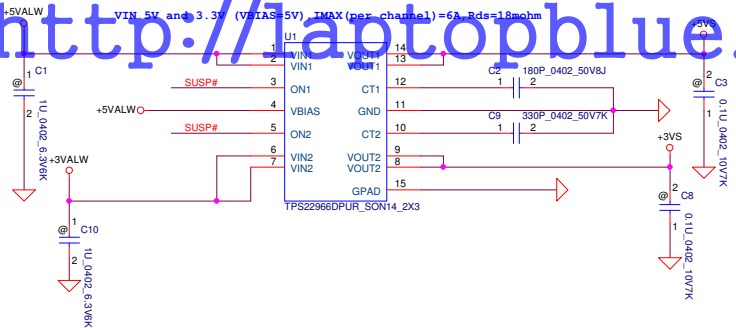 +5VALW
VIN 5V and 3.3V (VBIAS=5V),IMAX(per channel)=6A,Rds=18mohm
+5VS
http://laptopblue.
U1
1 VIN1 VOUT1 14
2 VIN1 VOUT1 13
SUSP# 3 ON1 CT1 12
C2 180P_0402_50V8J
1 2
+5VALW 4 VBIAS GND 11
C9 330P_0402_50V7K
SUSP# 5 ON2 CT2 10
1 2
6 VIN2 VOUT2 9
7 VIN2 VOUT2 8
GPAD 15
TPS22966DPUR_SON14_2X3
@ 1 C1
2
1U_0402_6.3V6K
+3VALW
@ 1 C10
2
1U_0402_6.3V6K
2 C3
@
1
0.1U_0402_10V7K
+3VS
2 C8
@
1
0.1U_0402_10V7K